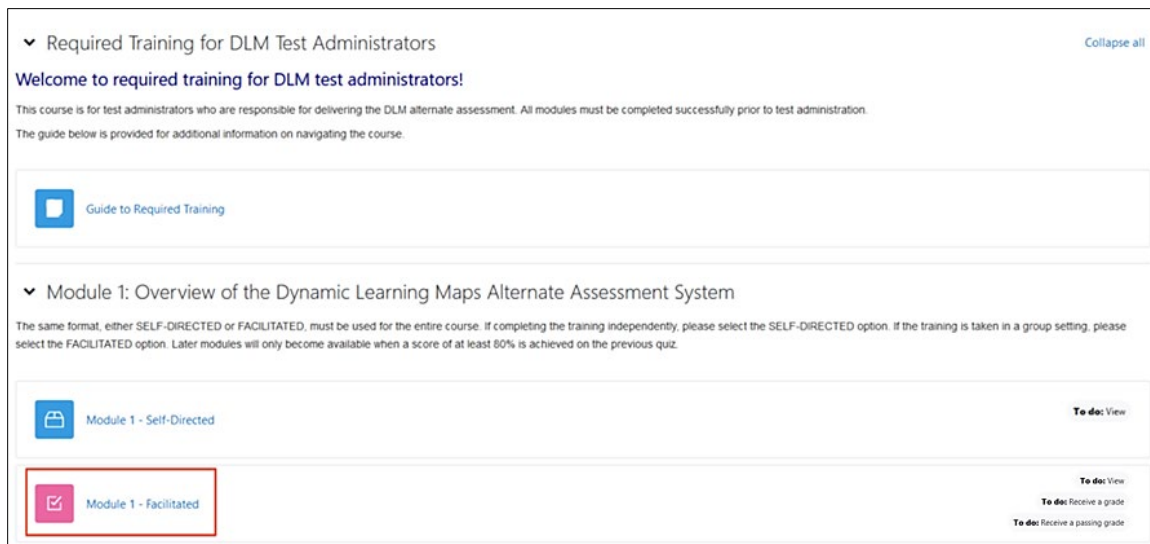 Required Training for DLM Test Administrators
Collapse all
Welcome to required training for DLM test administrators!
This course is for test administrators who are responsible for delivering the DLM alternate assessment. All modules must be completed successfully prior to test administration.
The guide below is provided for additional information on navigating the course.
Guide to Required Training
Module 1: Overview of the Dynamic Learning Maps Alternate Assessment System
The same format, either SELF-DIRECTED or FACILITATED, must be used for the entire course. If completing the training independently, please select the SELF-DIRECTED option. If the training is taken in a group setting, please
select the FACILITATED option. Later modules will only become available when a score of at least 80% is achieved on the previous quiz.
Module 1 - Self-Directed
To do: View
Module 1 - Facilitated
To do: View
To do: Receive a grade
To do: Receive a passing grade